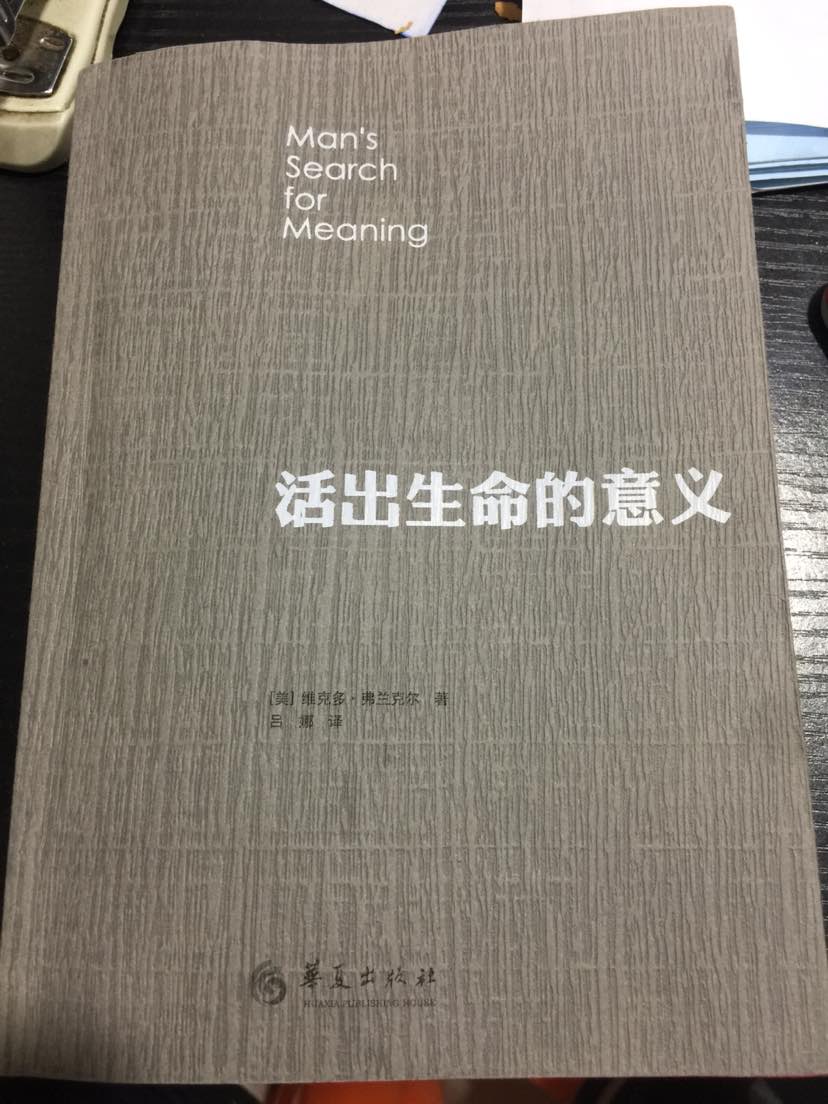 Man's
Search
for
Meaning
活出生命的意义
[美] 维克多·弗兰克尔 著
吕 娜 译
華夏出版社
HUAXIA PUBLISHING HOUSE